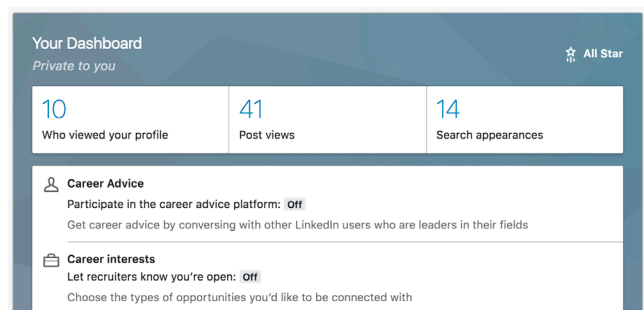 Your Dashboard
Private to you
All Star
10
Who viewed your profile
41
Post views
14
Search appearances
Career Advice
Participate in the career advice platform: Off
Get career advice by conversing with other LinkedIn users who are leaders in their fields
Career interests
Let recruiters know you're open: Off
Choose the types of opportunities you'd like to be connected with